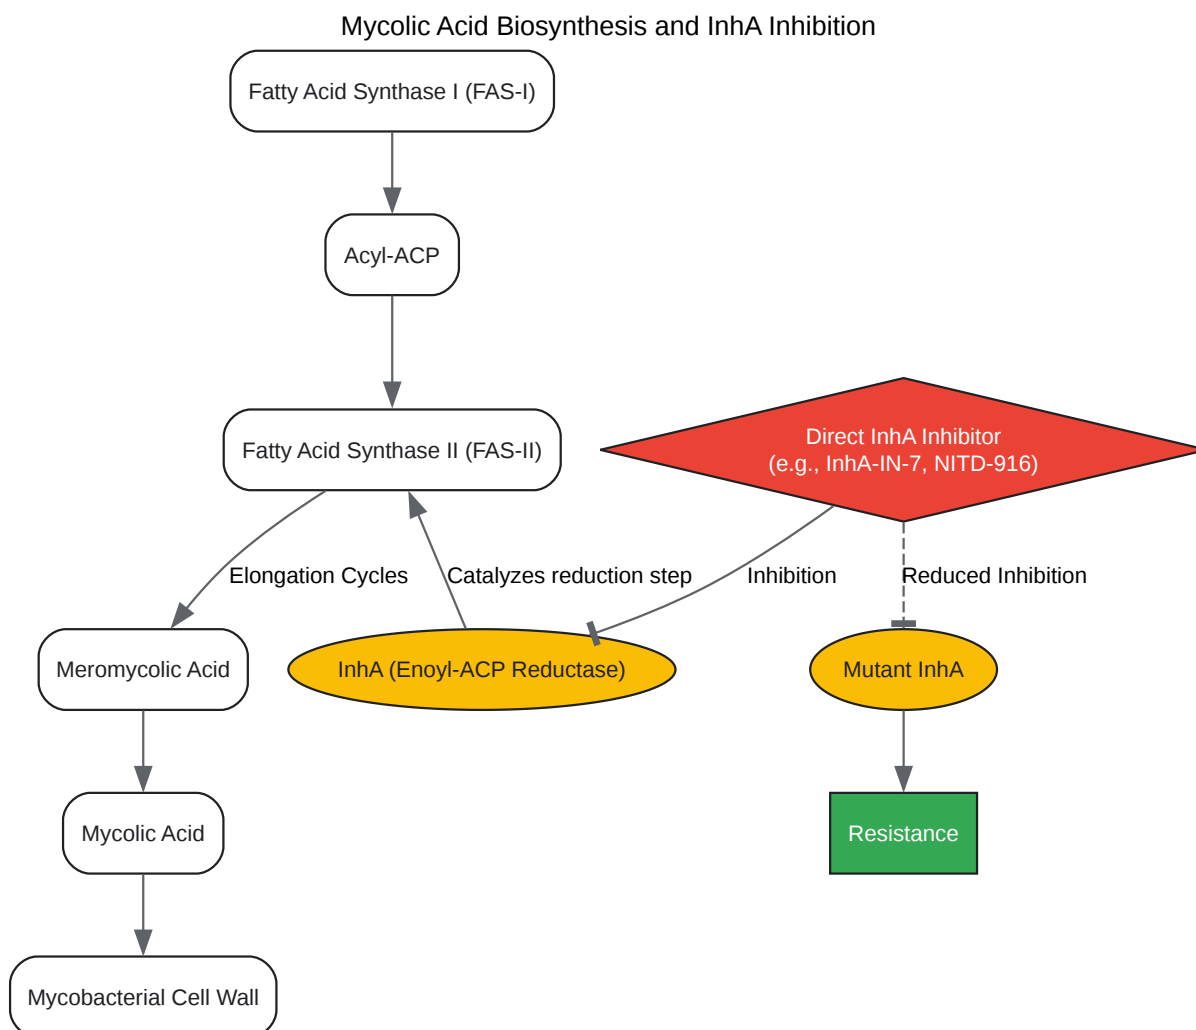 Mycolic Acid Biosynthesis and InhA Inhibition
Fatty Acid Synthase I (FAS-I)
Acyl-ACP
Fatty Acid Synthase II (FAS-II)
Direct InhA Inhibitor
(e.g., InhA-IN-7, NITD-916)
Elongation Cycles
Catalyzes reduction step
Inhibition
Reduced Inhibition
Meromycolic Acid
InhA (Enoyl-ACP Reductase)
Mutant InhA
Mycolic Acid
Resistance
Mycobacterial Cell Wall